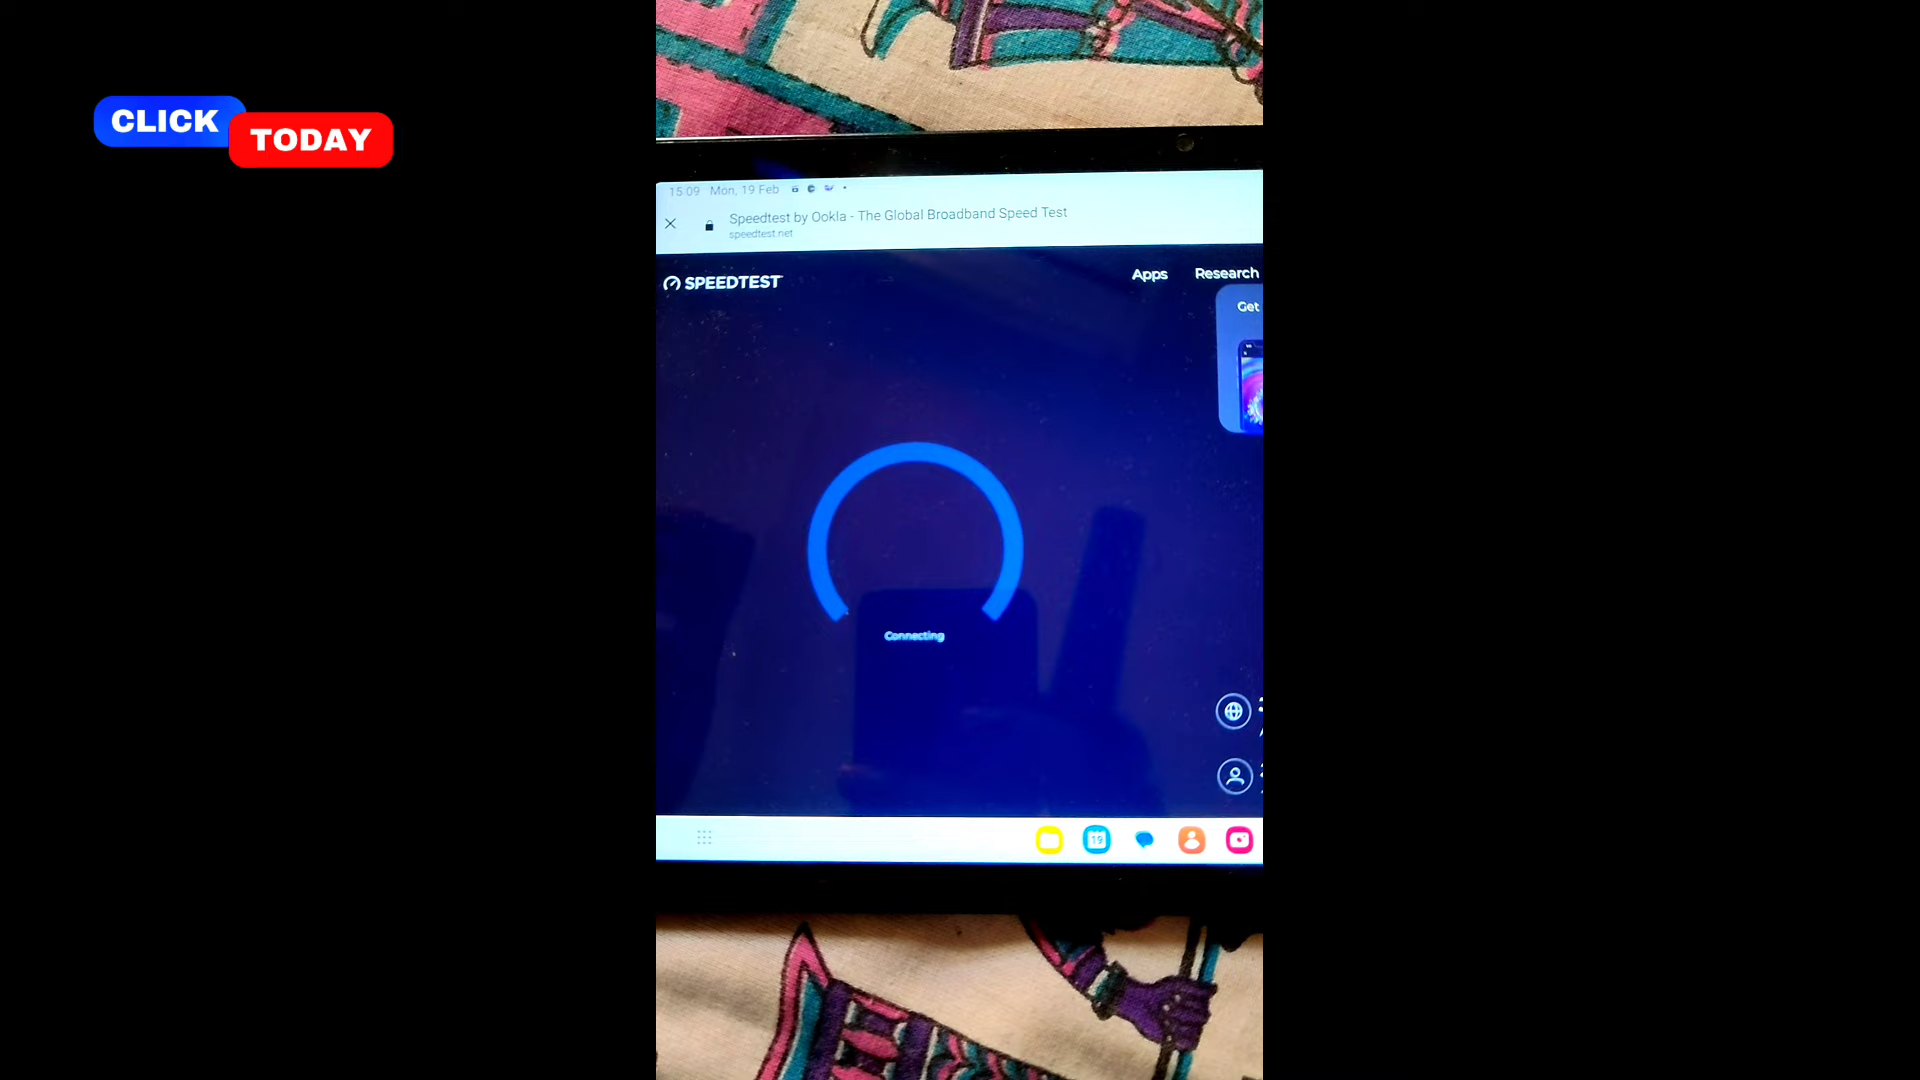 CLICK
TODAY
15:09 Mon, 19 Feb
Speedtest by Ookla - The Global Broadband Speed Test
speedtest.net
SPEEDTEST
Apps
Research
Get
Connecting
19